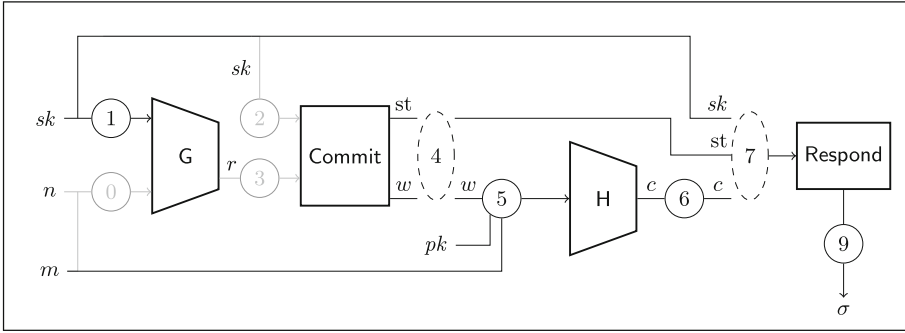 sk
sk
sk 1 G 2 Commit st 4 st 7 Respond
n 0 r 3 w w 5 H c 6 c
pk 9
m
σ